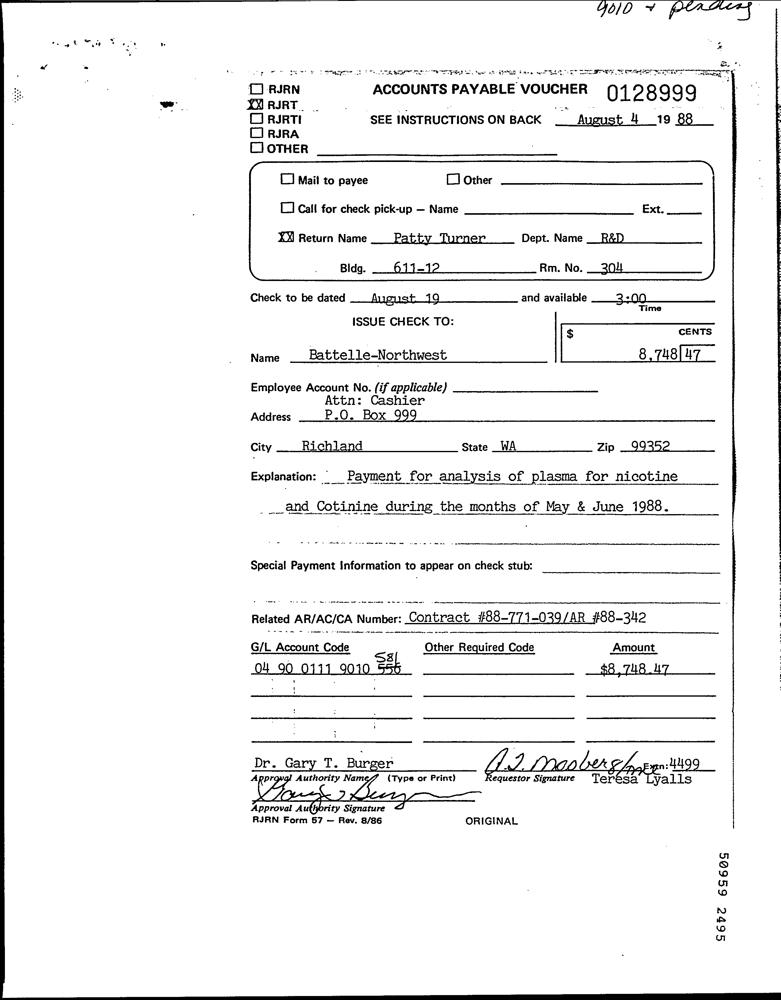 9010 + pending
☐ RJRN ACCOUNTS PAYABLE VOUCHER 0128999
☒ RJRT
☐ RJRTI SEE INSTRUCTIONS ON BACK August 4 19 88
☐ RJRA
☐ OTHER
☐ Mail to payee ☐ Other
☐ Call for check pick-up – Name Ext.
☒ Return Name Patty Turner Dept. Name R&D
Bldg. 611-12 Rm. No. 304
Check to be dated August 19 and available 3:00
Time
ISSUE CHECK TO:
$ CENTS
Name Battelle-Northwest 8,748 47
Employee Account No. (if applicable)
Attn: Cashier
Address P.O. Box 999
City Richland State WA Zip 99352
Explanation: Payment for analysis of plasma for nicotine
and Cotinine during the months of May & June 1988.
Special Payment Information to appear on check stub:
Related AR/AC/CA Number: Contract #88-771-039/AR #88-342
G/L Account Code Other Required Code Amount
581
04 90 0111 9010 556 $8,748.47
Dr. Gary T. Burger Extn: 4499
Approval Authority Name (Type or Print) Requestor Signature Teresa Lyalls
Approval Authority Signature
RJRN Form 57 – Rev. 8/86 ORIGINAL
50959 2495